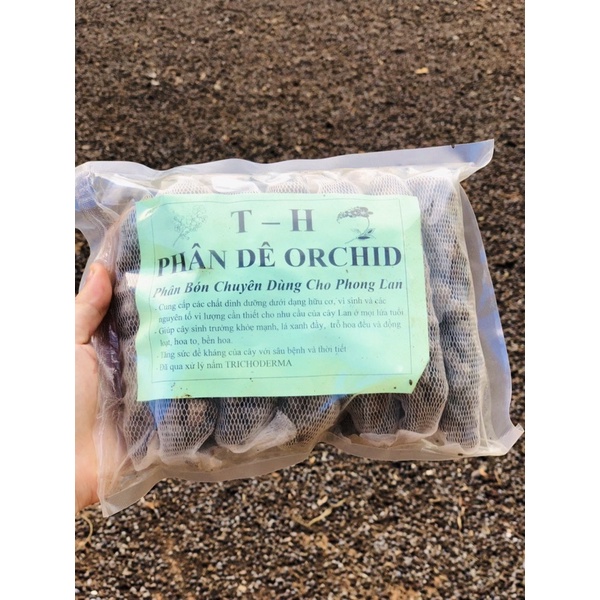 T – H
PHÂN DÊ ORCHID
Phân Bón Chuyên Dùng Cho Phong Lan
- Cung cấp các chất dinh dưỡng dưới dạng hữu cơ, vi sinh và các
nguyên tố vi lượng cần thiết cho nhu cầu của cây Lan ở mọi lứa tuổi
- Giúp cây sinh trưởng khỏe mạnh, lá xanh đầy, trổ hoa đều và đồng
loạt, hoa to, bền hoa.
- Tăng sức đề kháng của cây với sâu bệnh và thời tiết
- Đã qua xử lý nấm TRICHODERMA